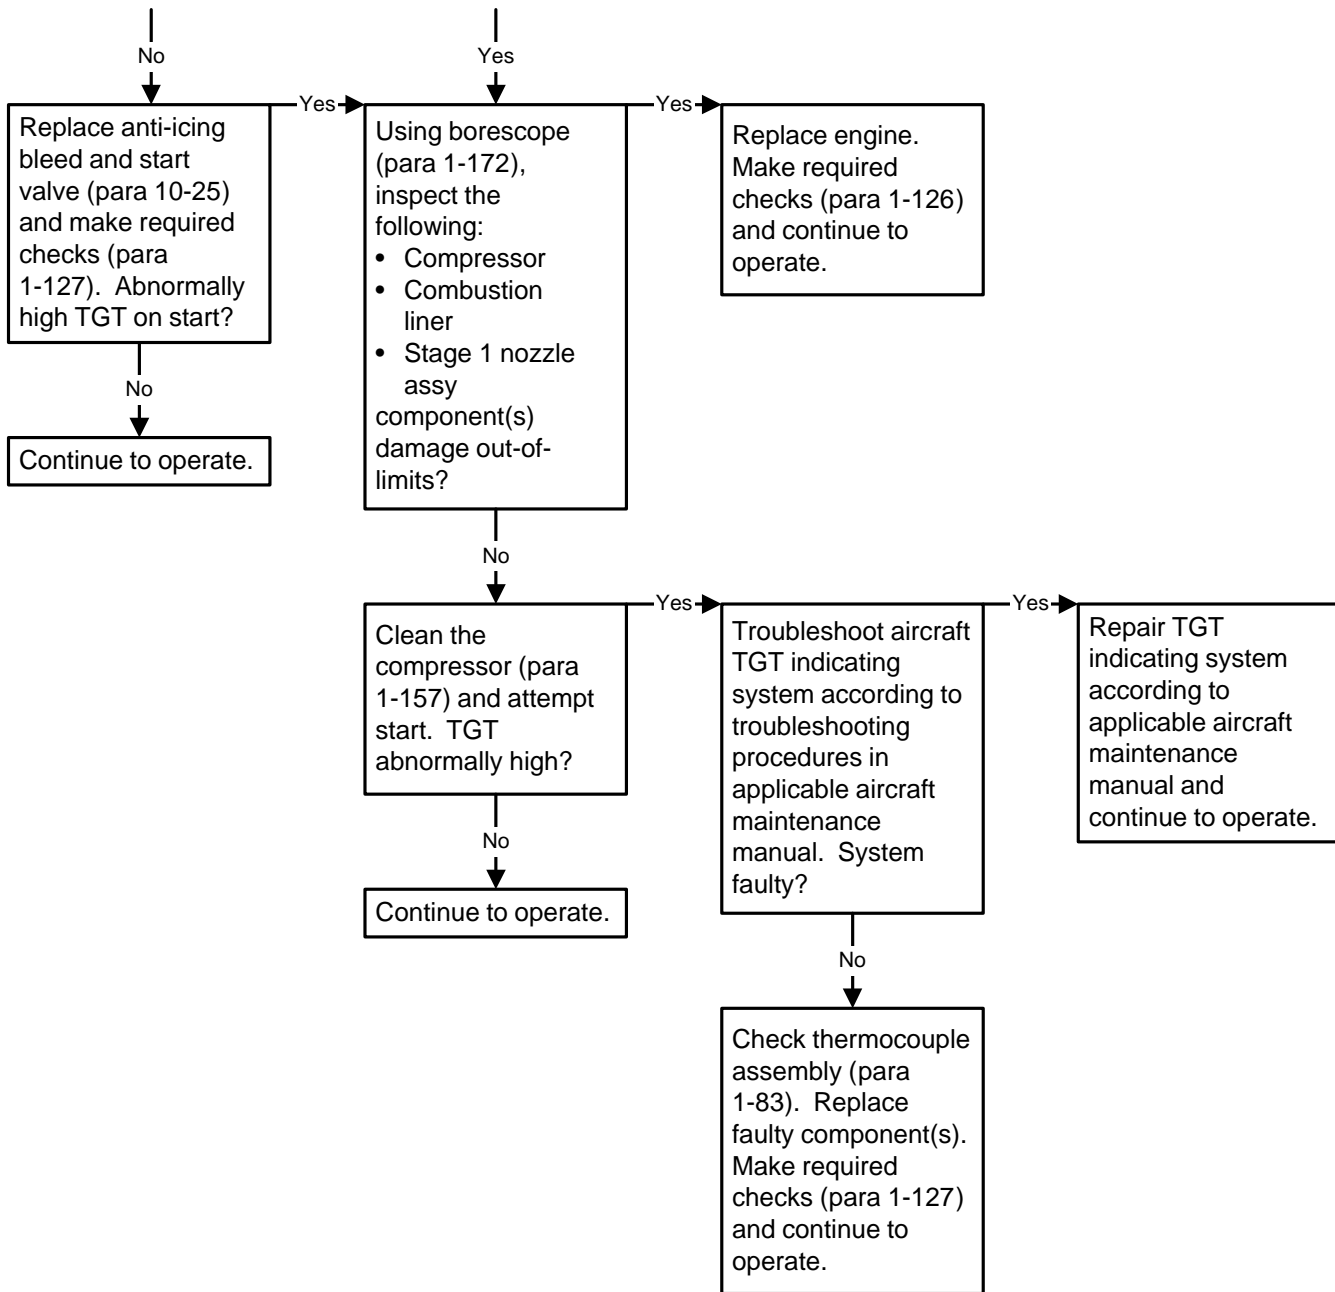 No
Yes
Replace anti-icing
bleed and start
valve (para 10-25)
and make required
checks (para
1-127).  Abnormally
high TGT on start?
Yes
Using borescope
(para 1-172),
inspect the
following:
• Compressor
• Combustion
liner
• Stage 1 nozzle
assy
component(s)
damage out-of-
limits?
Yes
Replace engine.
Make required
checks (para 1-126)
and continue to
operate.
No
Continue to operate.
No
Clean the
compressor (para
1-157) and attempt
start.  TGT
abnormally high?
Yes
Troubleshoot aircraft
TGT indicating
system according to
troubleshooting
procedures in
applicable aircraft
maintenance
manual.  System
faulty?
Yes
Repair TGT
indicating system
according to
applicable aircraft
maintenance
manual and
continue to operate.
No
Continue to operate.
No
Check thermocouple
assembly (para
1-83).  Replace
faulty component(s).
Make required
checks (para 1-127)
and continue to
operate.